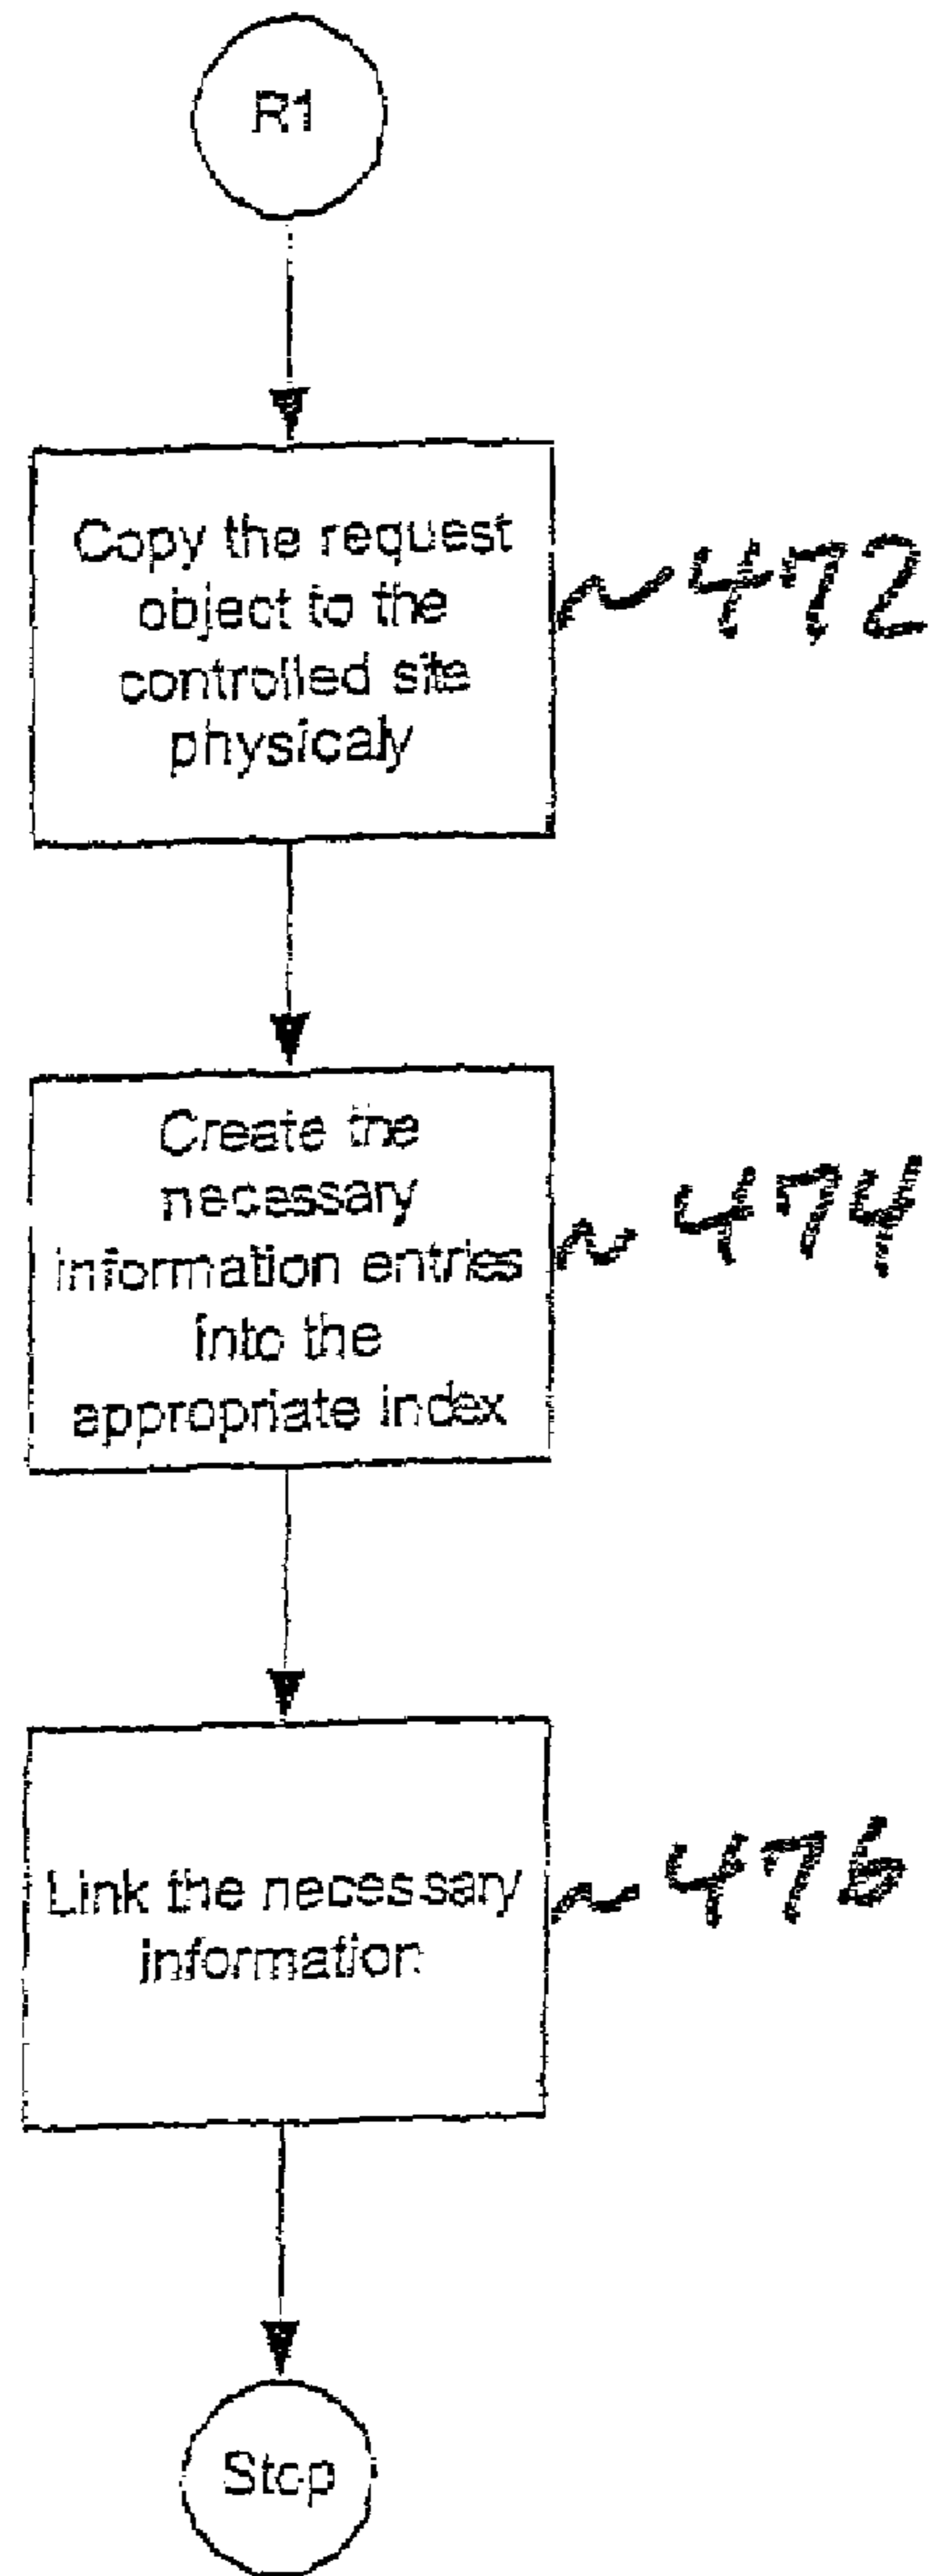 R1
Copy the request
object to the
controlled site
physicaly
~472
Create the
necessary
information entries
into the
appropriate index
~474
Link the necessary
information
~476
Stop